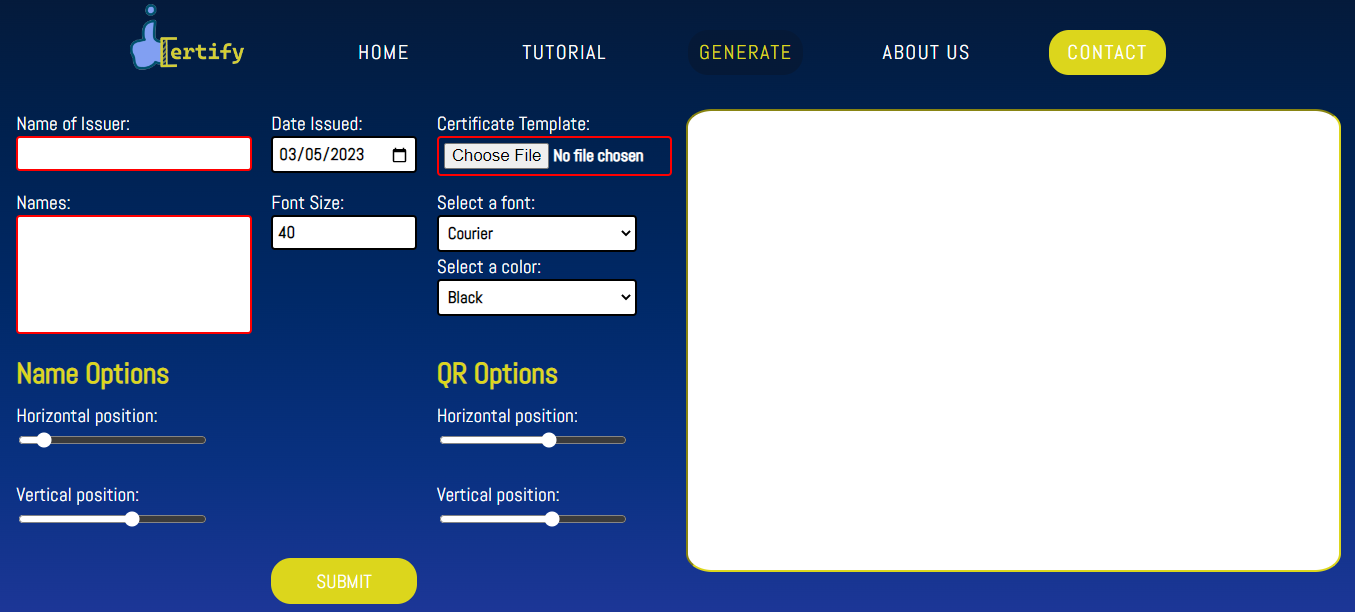 Certify
HOME
TUTORIAL
GENERATE
ABOUT US
CONTACT
Name of Issuer:
Date Issued:
Certificate Template:
03/05/2023
Choose File No file chosen
Names:
Font Size:
Select a font:
40
Courier
Select a color:
Black
Name Options
QR Options
Horizontal position:
Horizontal position:
Vertical position:
Vertical position:
SUBMIT